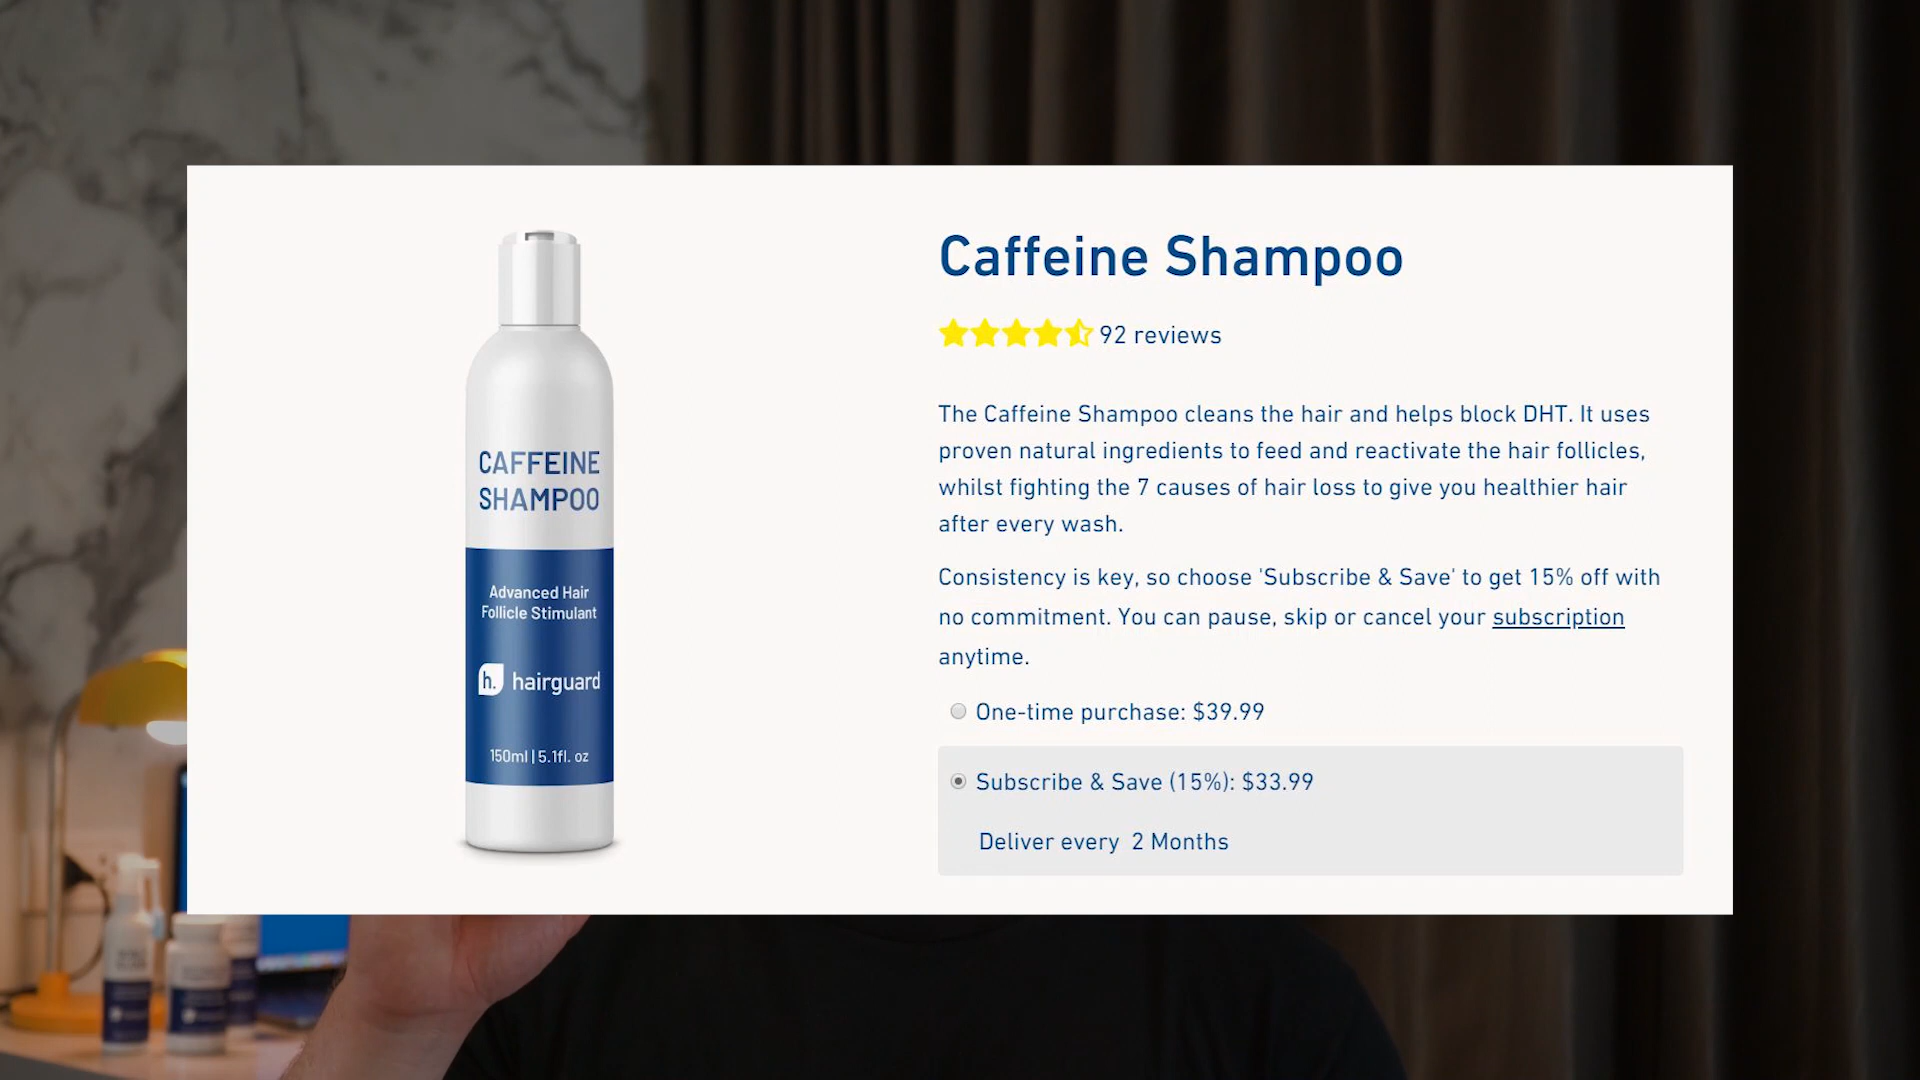 CAFFEINE
SHAMPOO
Advanced Hair
Follicle Stimulant
h. hairguard
150ml | 5.1fl. oz
Caffeine Shampoo
92 reviews
The Caffeine Shampoo cleans the hair and helps block DHT. It uses
proven natural ingredients to feed and reactivate the hair follicles,
whilst fighting the 7 causes of hair loss to give you healthier hair
after every wash.
Consistency is key, so choose 'Subscribe & Save' to get 15% off with
no commitment. You can pause, skip or cancel your subscription
anytime.
One-time purchase: $39.99
Subscribe & Save (15%): $33.99
Deliver every 2 Months